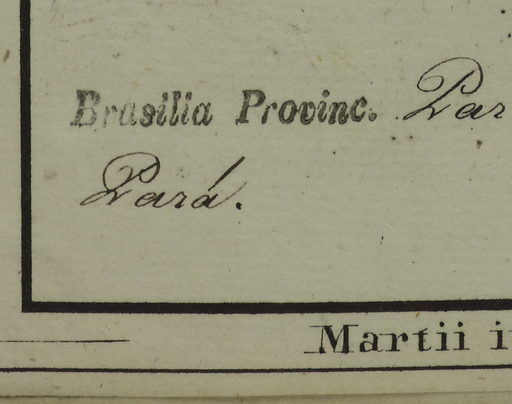 Brasilia Provinc. Par
Pará.
Martii i